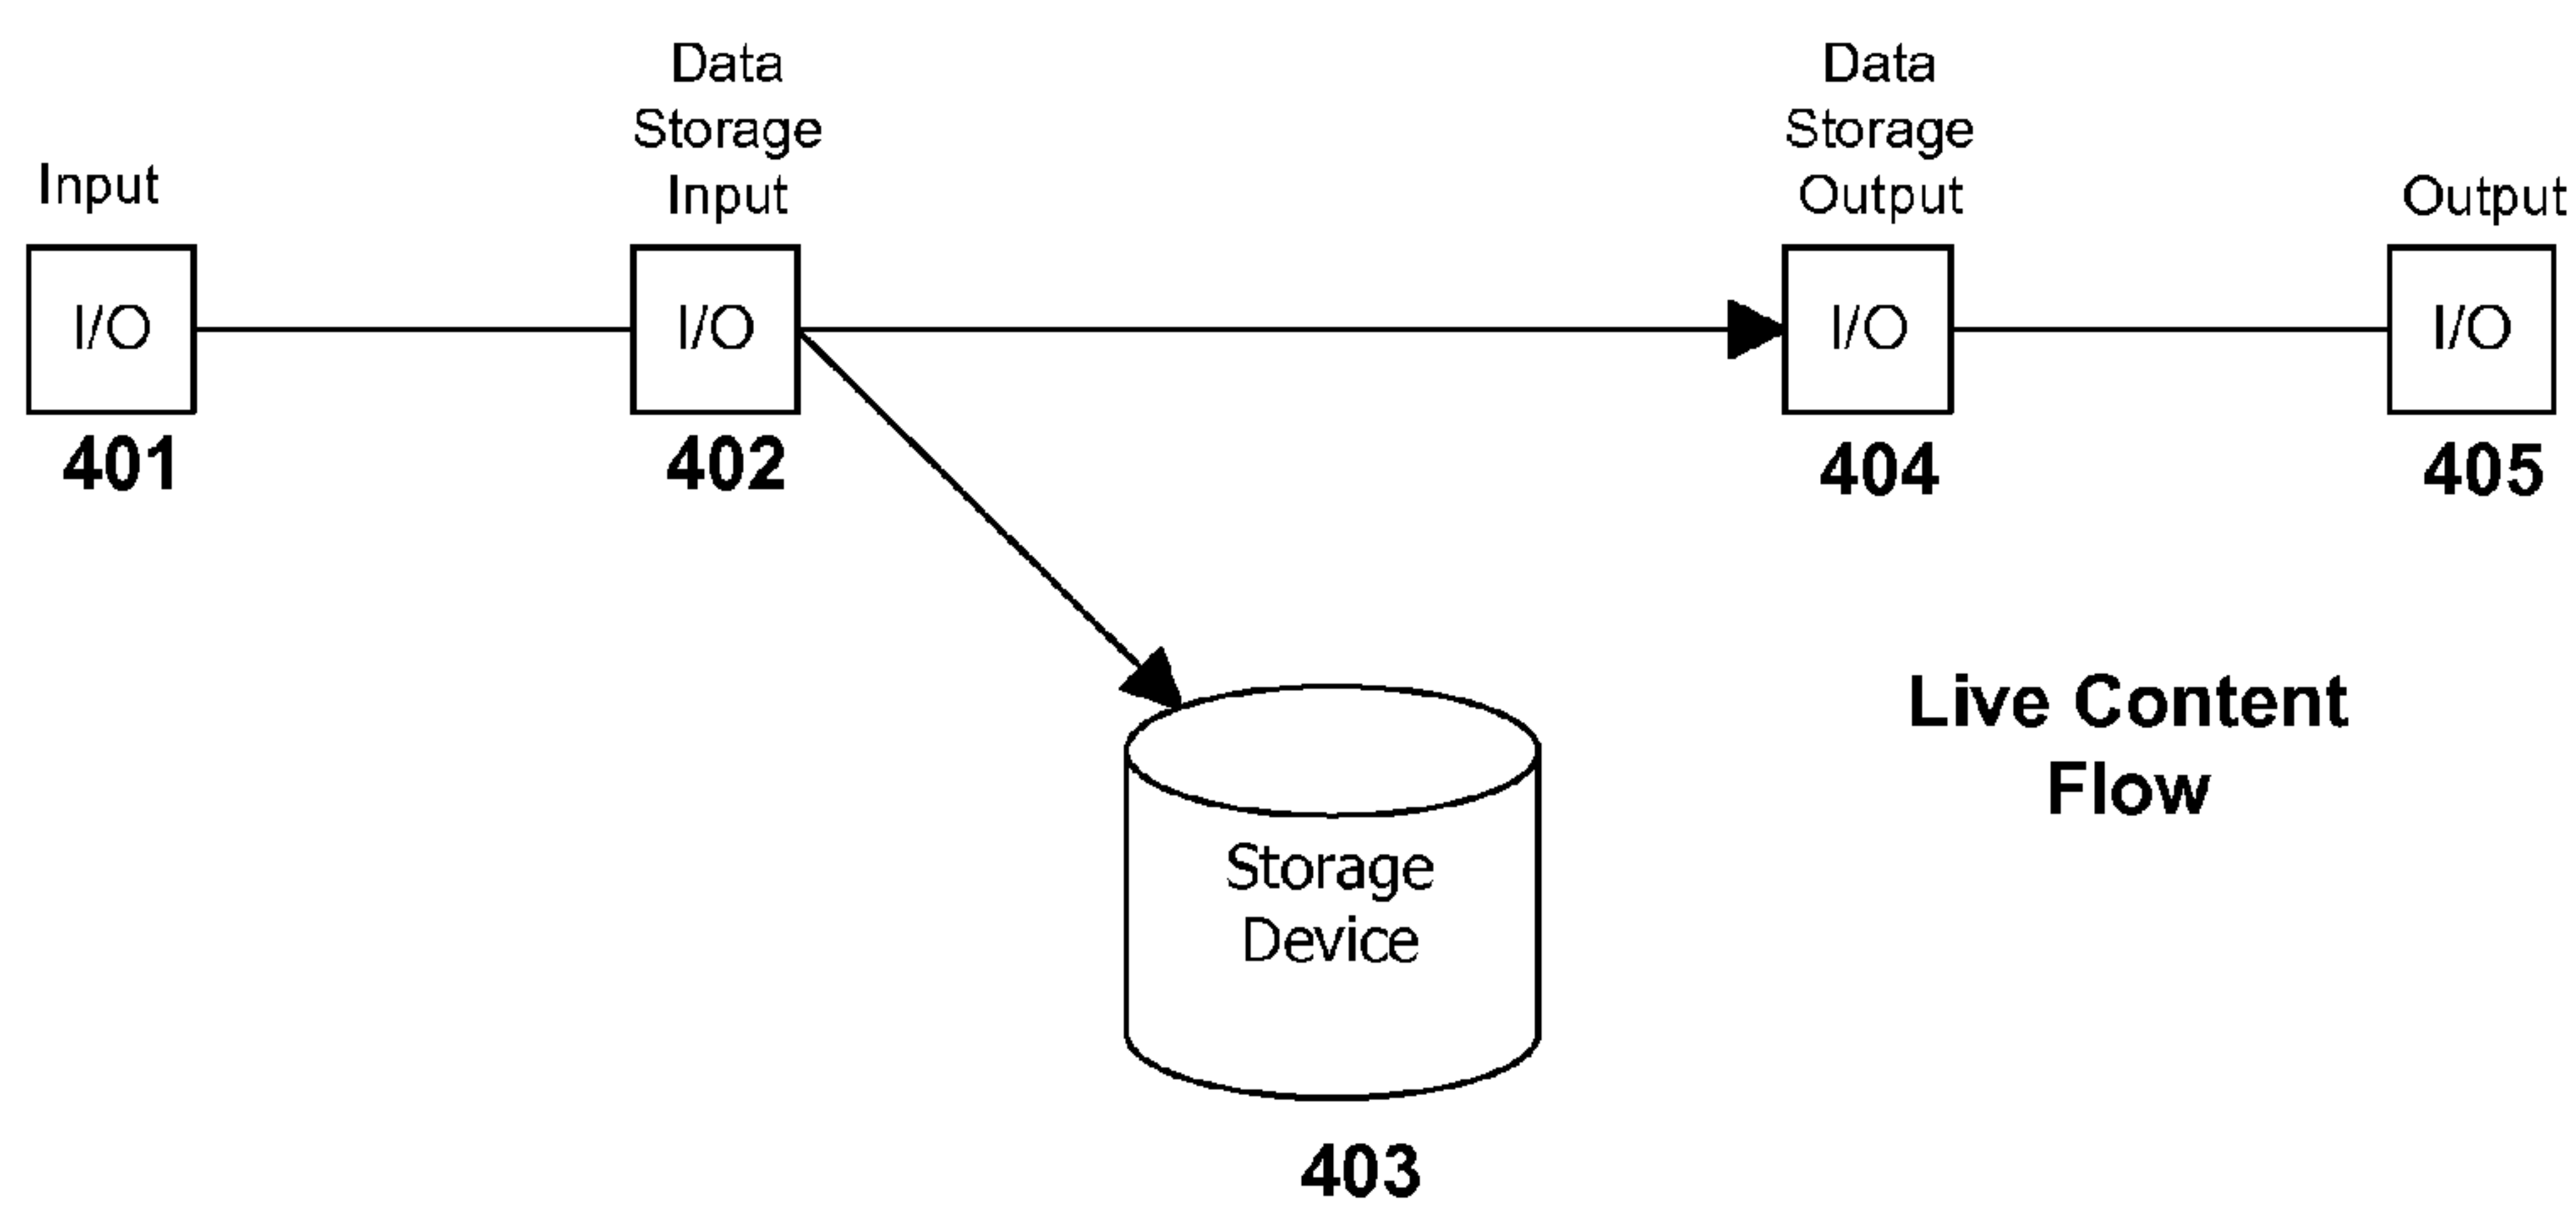 Input
Data
Storage
Input
Data
Storage
Output
Output
I/O
I/O
I/O
I/O
401
402
404
405
Live Content
Flow
Storage
Device
403